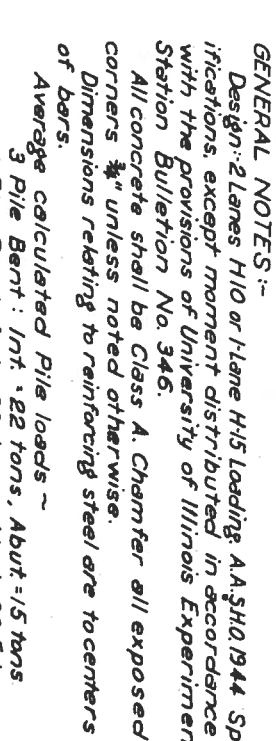 GENERAL NOTES:-
Design:-2 Lanes H10 or 1-Lane H15 Loading A.A.S.H.O. 1944 Sp
ifications, except moment distributed in accordance
with the provisions of University of Illinois Experimen
Station Bulletion No. 346.
All concrete shall be Class A. Chamfer all exposed
corners ¾" unless noted otherwise.
Dimensions relating to reinforcing steel are to centers
of bars.
Average calculated Pile loads~
3 Pile Bent: Int. = 22 tons, Abut = 15 tons